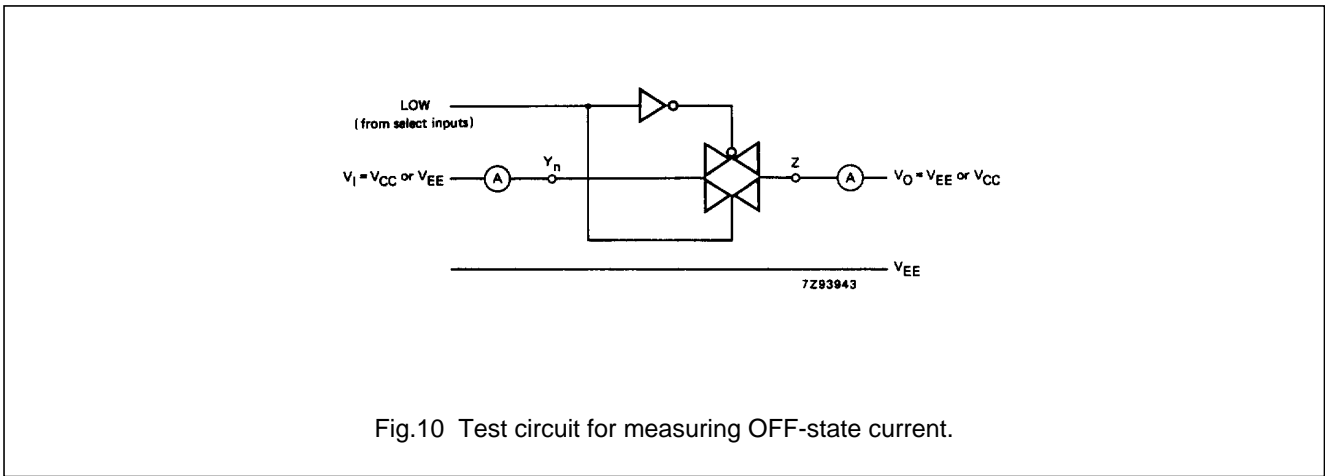 LOW
(from select inputs)
V_I = V_CC or V_EE
A
Y_n
Z
A
V_O = V_EE or V_CC
V_EE
7Z93943
Fig.10 Test circuit for measuring OFF-state current.